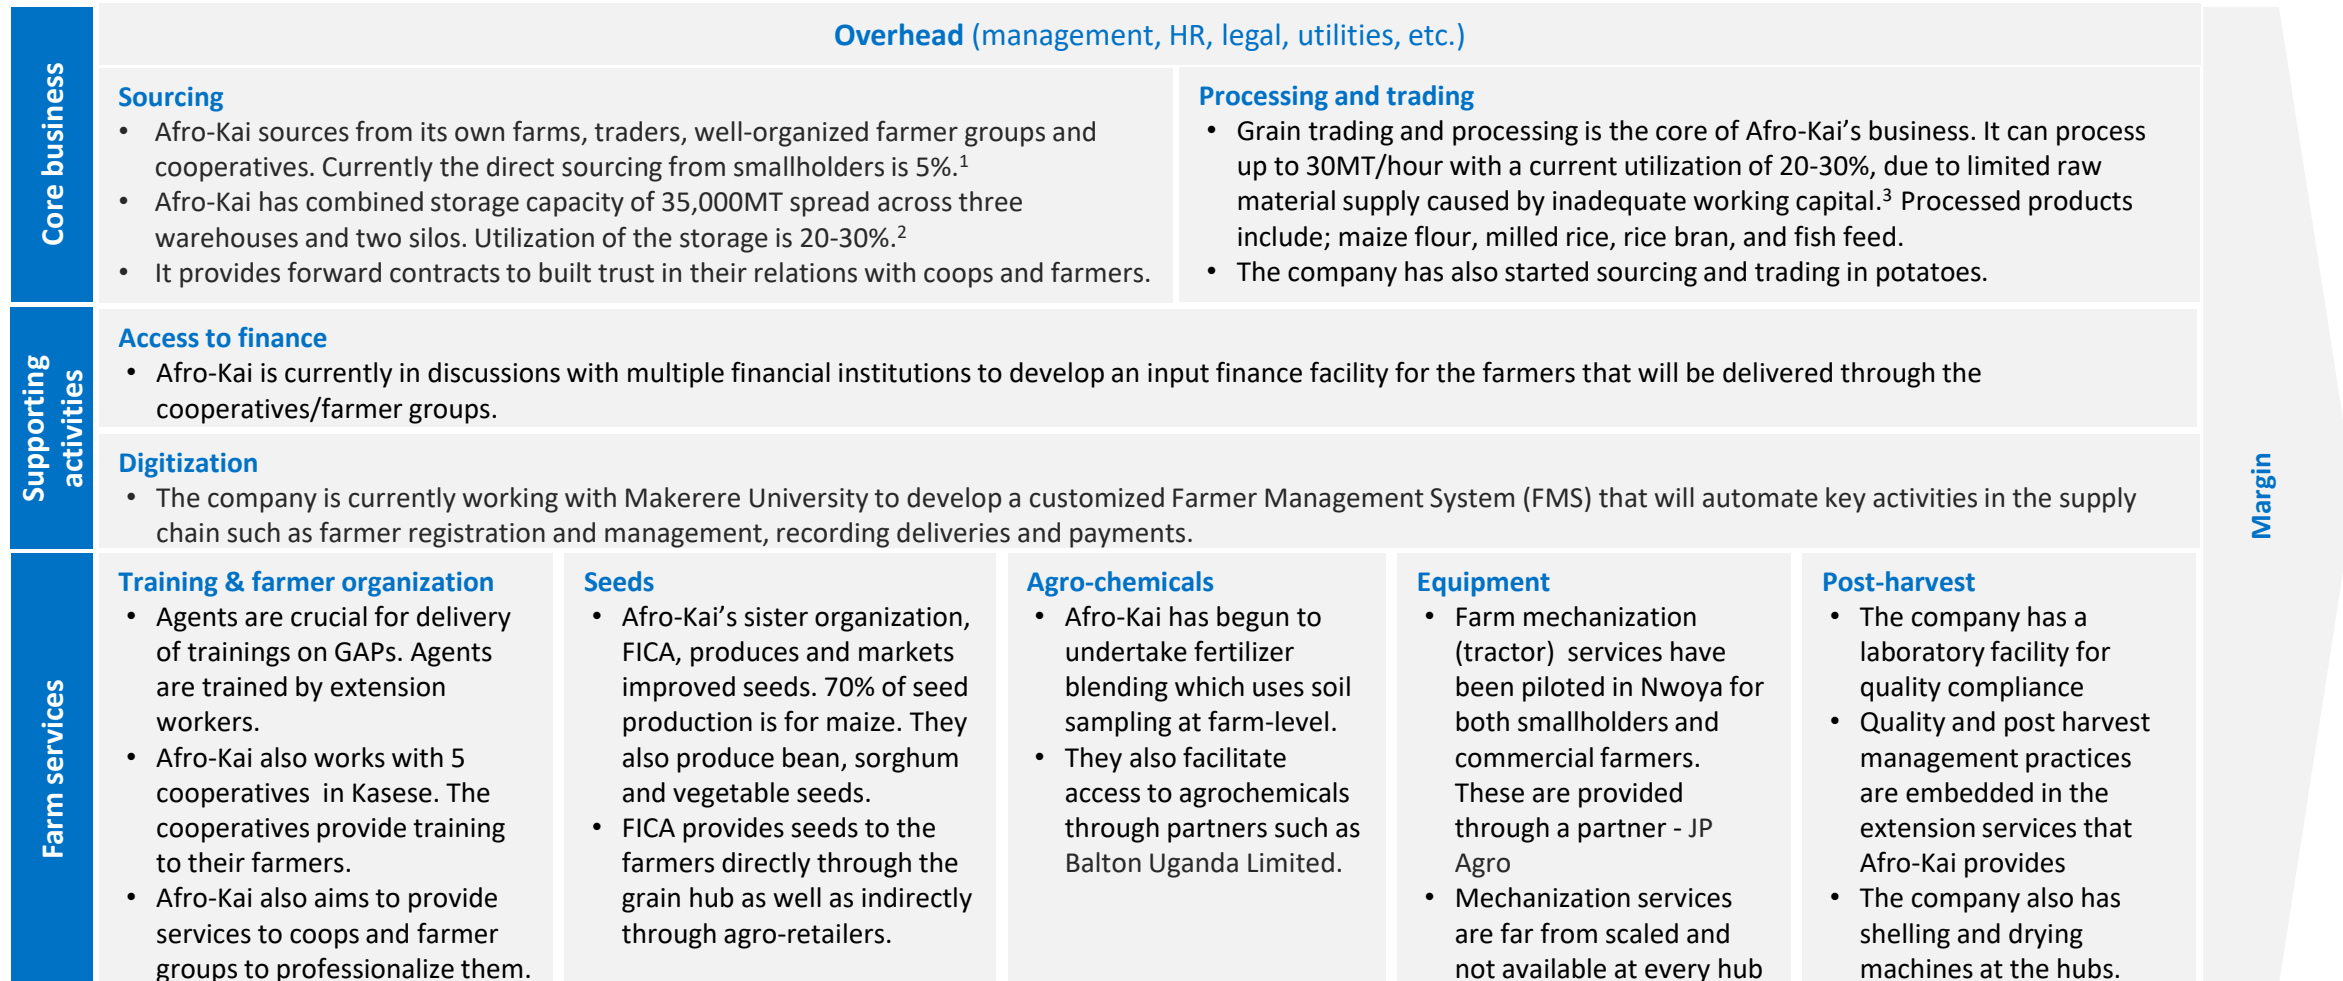 Overhead (management, HR, legal, utilities, etc.)
Core business
Sourcing
• Afro-Kai sources from its own farms, traders, well-organized farmer groups and
cooperatives. Currently the direct sourcing from smallholders is 5%.¹
• Afro-Kai has combined storage capacity of 35,000MT spread across three
warehouses and two silos. Utilization of the storage is 20-30%.²
• It provides forward contracts to built trust in their relations with coops and farmers.
Processing and trading
• Grain trading and processing is the core of Afro-Kai’s business. It can process
up to 30MT/hour with a current utilization of 20-30%, due to limited raw
material supply caused by inadequate working capital.³ Processed products
include; maize flour, milled rice, rice bran, and fish feed.
• The company has also started sourcing and trading in potatoes.
Supporting
activities
Access to finance
• Afro-Kai is currently in discussions with multiple financial institutions to develop an input finance facility for the farmers that will be delivered through the
cooperatives/farmer groups.
Digitization
• The company is currently working with Makerere University to develop a customized Farmer Management System (FMS) that will automate key activities in the supply
chain such as farmer registration and management, recording deliveries and payments.
Farm services
Training & farmer organization
• Agents are crucial for delivery
of trainings on GAPs. Agents
are trained by extension
workers.
• Afro-Kai also works with 5
cooperatives in Kasese. The
cooperatives provide training
to their farmers.
• Afro-Kai also aims to provide
services to coops and farmer
groups to professionalize them.
Seeds
• Afro-Kai’s sister organization,
FICA, produces and markets
improved seeds. 70% of seed
production is for maize. They
also produce bean, sorghum
and vegetable seeds.
• FICA provides seeds to the
farmers directly through the
grain hub as well as indirectly
through agro-retailers.
Agro-chemicals
• Afro-Kai has begun to
undertake fertilizer
blending which uses soil
sampling at farm-level.
• They also facilitate
access to agrochemicals
through partners such as
Balton Uganda Limited.
Equipment
• Farm mechanization
(tractor) services have
been piloted in Nwoya for
both smallholders and
commercial farmers.
These are provided
through a partner - JP
Agro
• Mechanization services
are far from scaled and
not available at every hub
Post-harvest
• The company has a
laboratory facility for
quality compliance
• Quality and post harvest
management practices
are embedded in the
extension services that
Afro-Kai provides
• The company also has
shelling and drying
machines at the hubs.
Margin